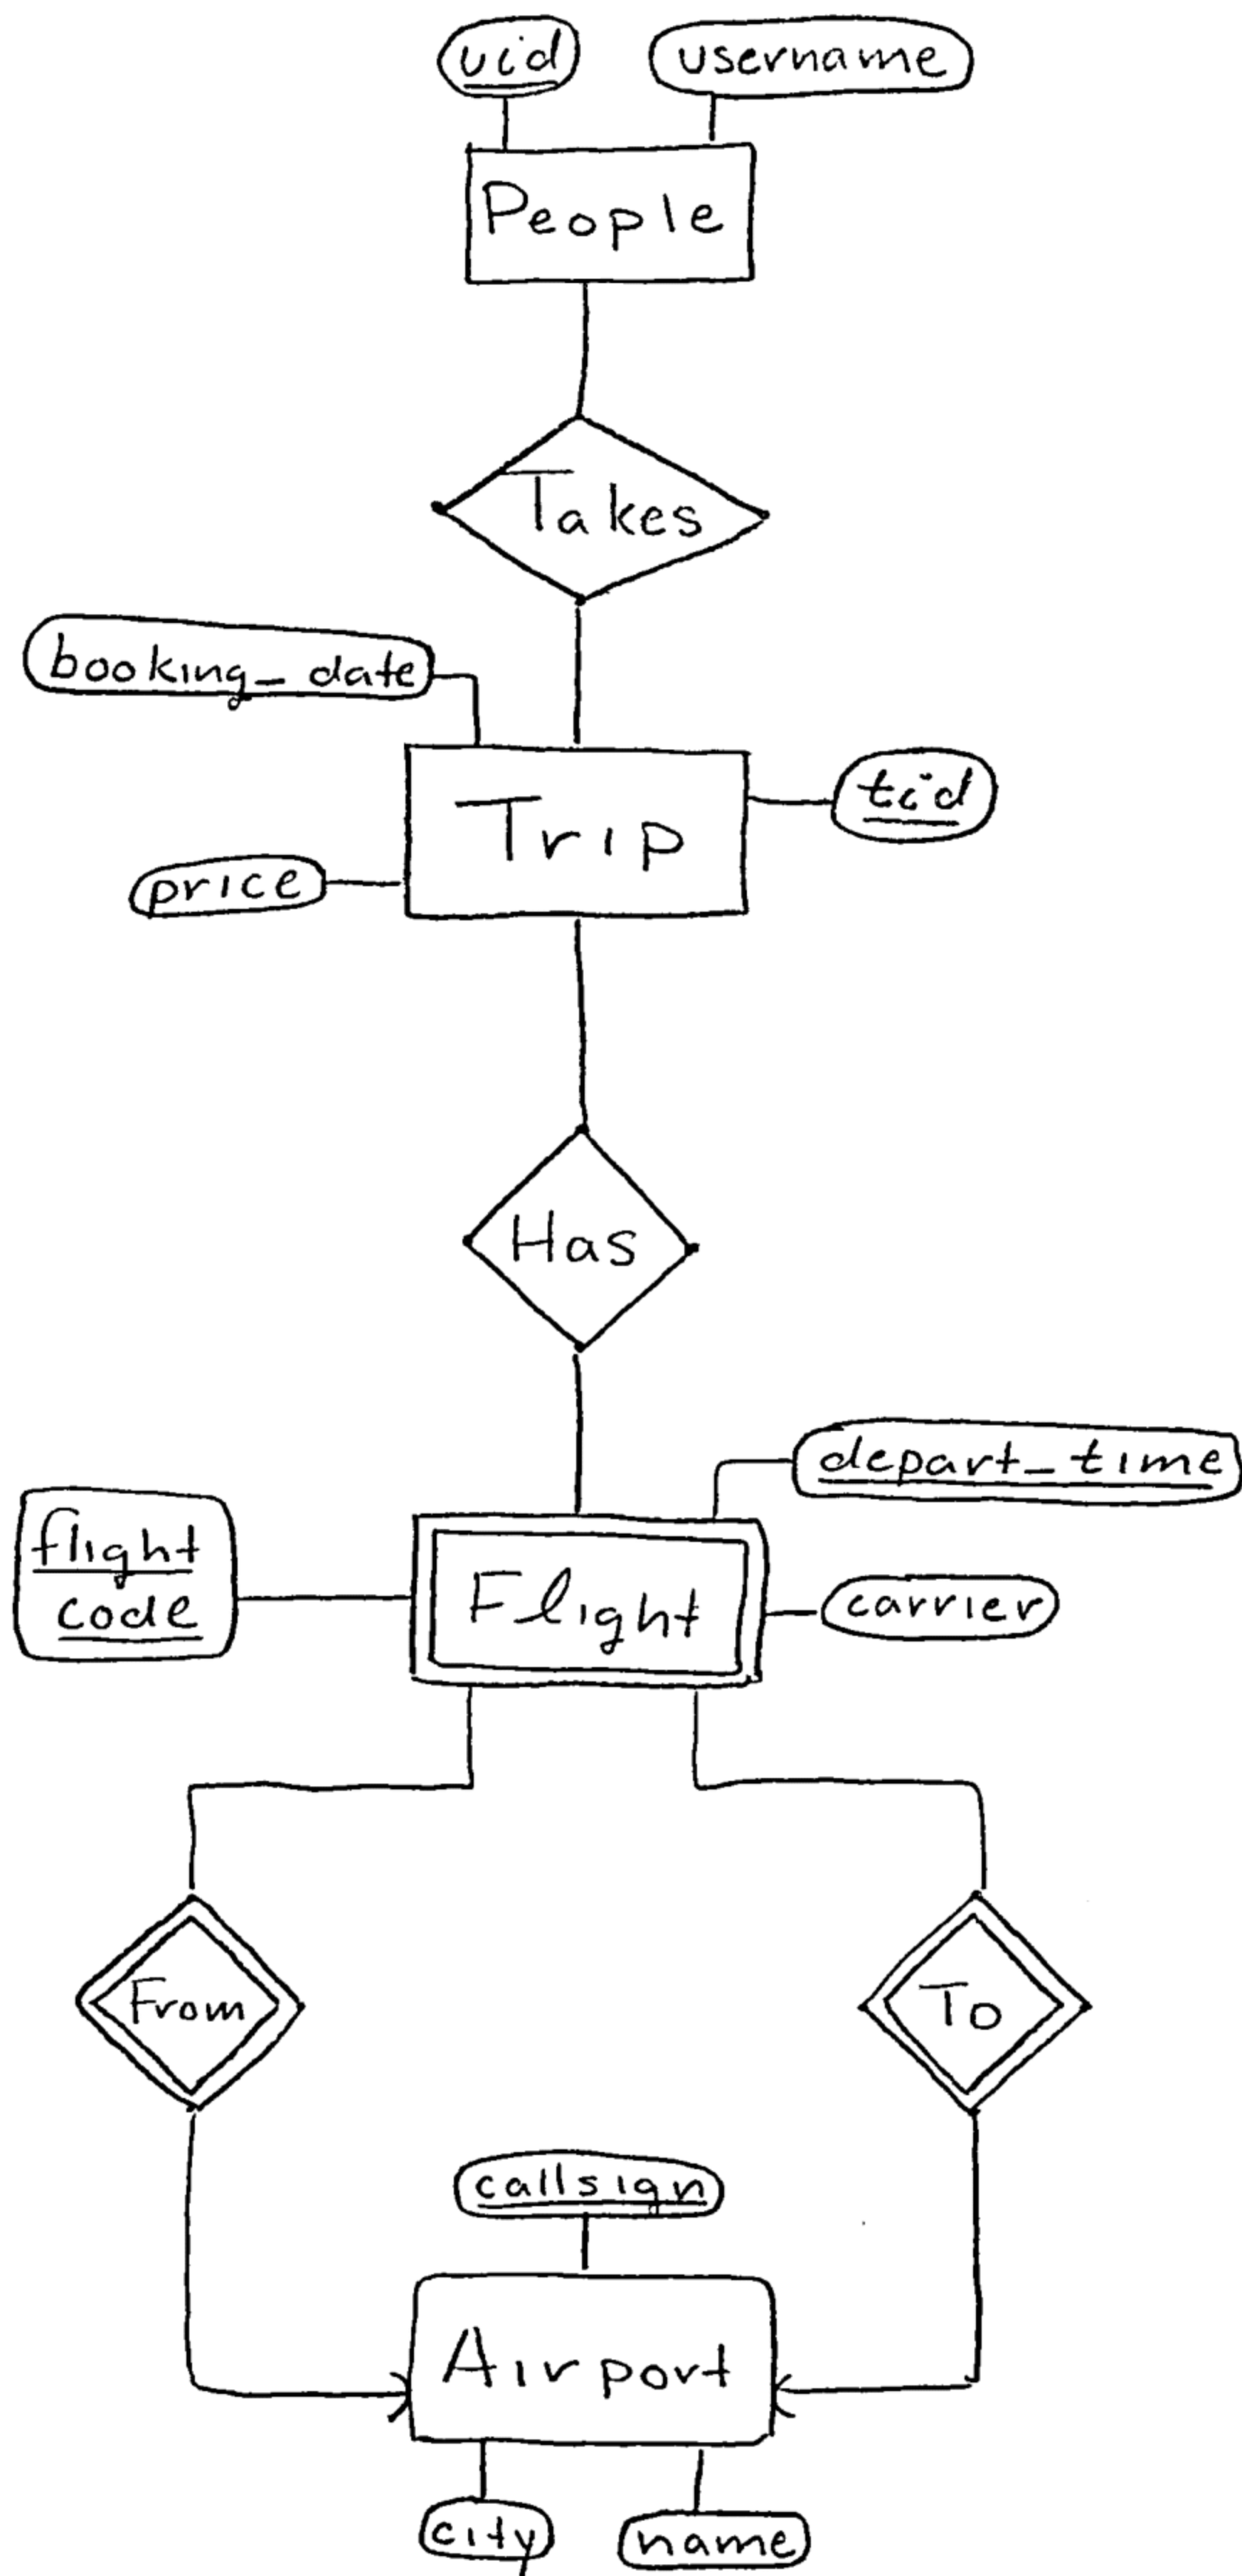 uid
username
People
Takes
booking_date
Trip
tid
price
Has
depart_time
flight
code
Flight
carrier
From
To
callsign
Airport
city
name